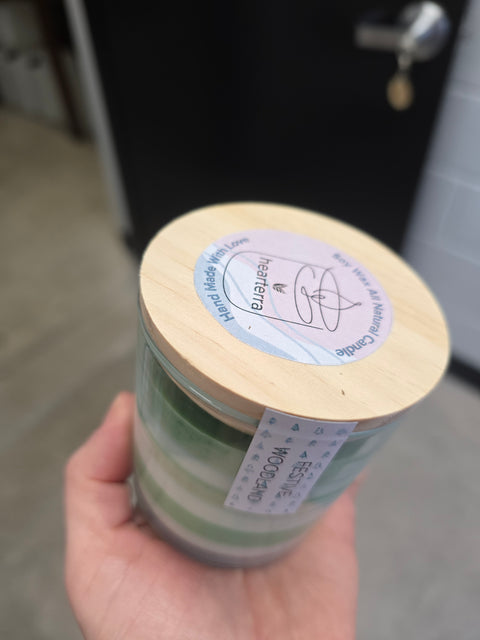 Hand Made With Love
Soy Wax All Natural Candle
hearterra
FESTIVE
WOODLAND